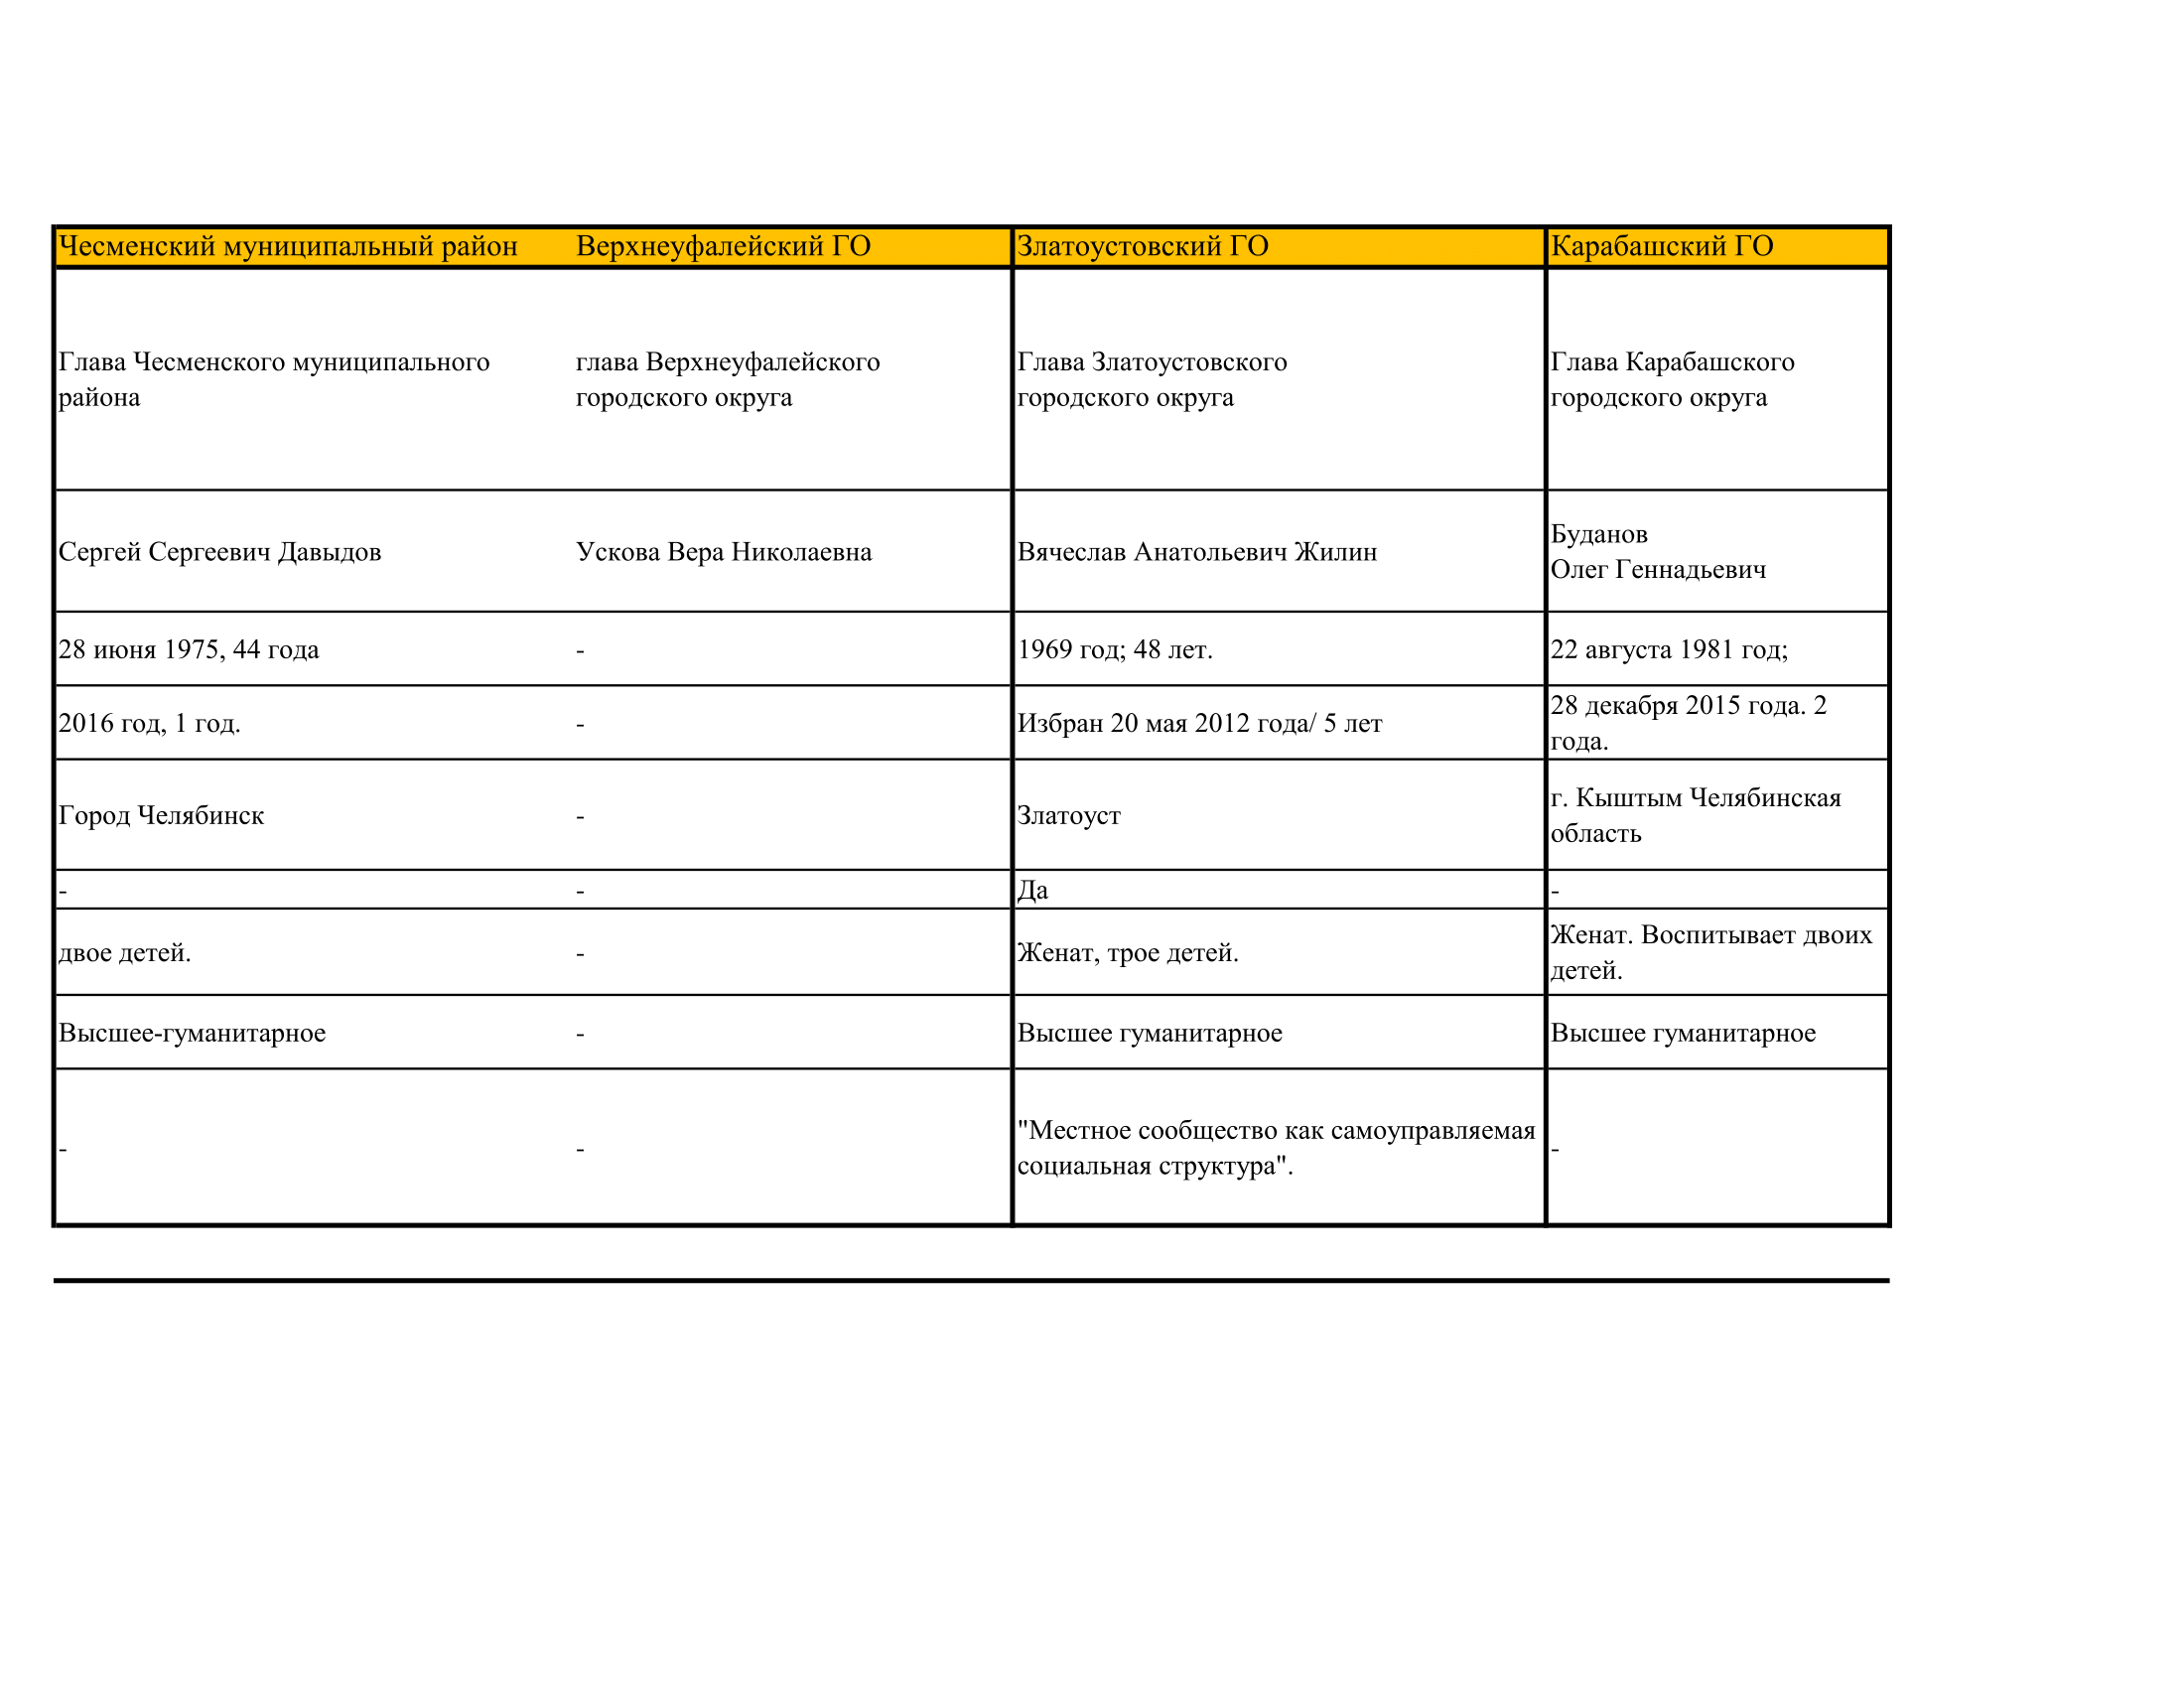 Чесменский муниципальный район Верхнеуфалейский ГО Златоустовский ГО Карабашский ГО
Глава Чесменского муниципального
района
глава Верхнеуфалейского
городского округа
Глава Златоустовского
городского округа
Глава Карабашского
городского округа
Сергей Сергеевич Давыдов
Ускова Вера Николаевна
Вячеслав Анатольевич Жилин
Буданов
Олег Геннадьевич
28 июня 1975, 44 года
-
1969 год; 48 лет.
22 августа 1981 год;
2016 год, 1 год.
-
Избран 20 мая 2012 года/ 5 лет
28 декабря 2015 года. 2
года.
Город Челябинск
-
Златоуст
г. Кыштым Челябинская
область
-
-
Да
-
двое детей.
-
Женат, трое детей.
Женат. Воспитывает двоих
детей.
Высшее-гуманитарное
-
Высшее гуманитарное
Высшее гуманитарное
-
-
"Местное сообщество как самоуправляемая
социальная структура".
-